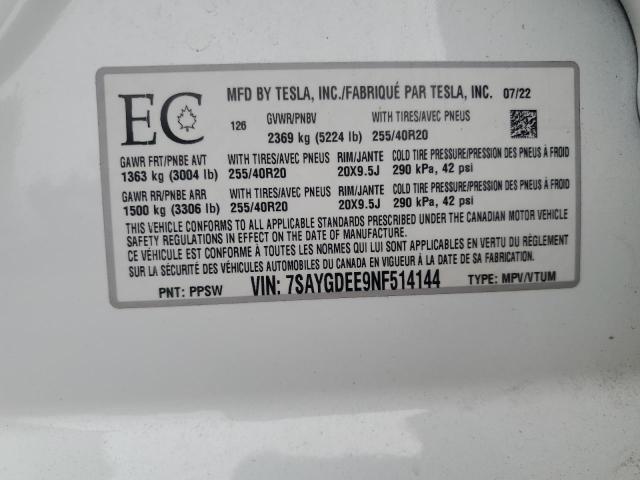 MFD BY TESLA, INC./FABRIQUÉ PAR TESLA, INC. 07/22
EC
126
GVWR/PNBV WITH TIRES/AVEC PNEUS
2369 kg (5224 lb) 255/40R20
GAWR FRT/PNBE AVT WITH TIRES/AVEC PNEUS RIM/JANTE COLD TIRE PRESSURE/PRESSION DES PNEUS À FROID
1363 kg (3004 lb) 255/40R20 20X9.5J 290 kPa, 42 psi
GAWR RR/PNBE ARR WITH TIRES/AVEC PNEUS RIM/JANTE COLD TIRE PRESSURE/PRESSION DES PNEUS À FROID
1500 kg (3306 lb) 255/40R20 20X9.5J 290 kPa, 42 psi
THIS VEHICLE CONFORMS TO ALL APPLICABLE STANDARDS PRESCRIBED UNDER THE CANADIAN MOTOR VEHICLE
SAFETY REGULATIONS IN EFFECT ON THE DATE OF MANUFACTURE.
CE VÉHICULE EST CONFORME À TOUTES LES NORMES QUI LUI SONT APPLICABLES EN VERTU DU RÈGLEMENT
SUR LA SÉCURITÉ DES VÉHICULES AUTOMOBILES DU CANADA EN VIGUEUR À LA DATE DE SA FABRICATION.
PNT: PPSW VIN: 7SAYGDEE9NF514144 TYPE: MPV/VTUM